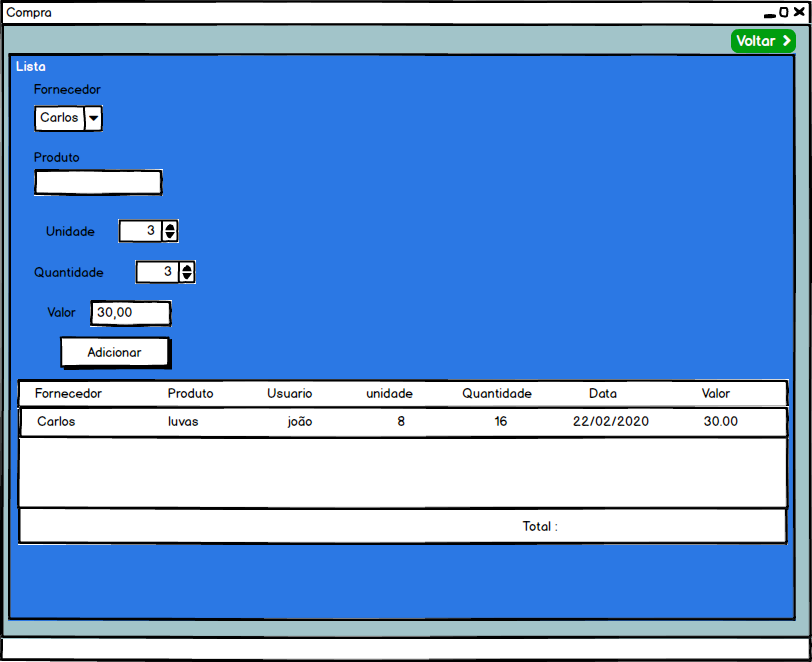 Compra
Voltar
Lista
Fornecedor
Carlos
Produto
Unidade 3
Quantidade 3
Valor 30,00
Adicionar
Fornecedor Produto Usuario unidade Quantidade Data Valor
Carlos luvas joão 8 16 22/02/2020 30.00
Total :